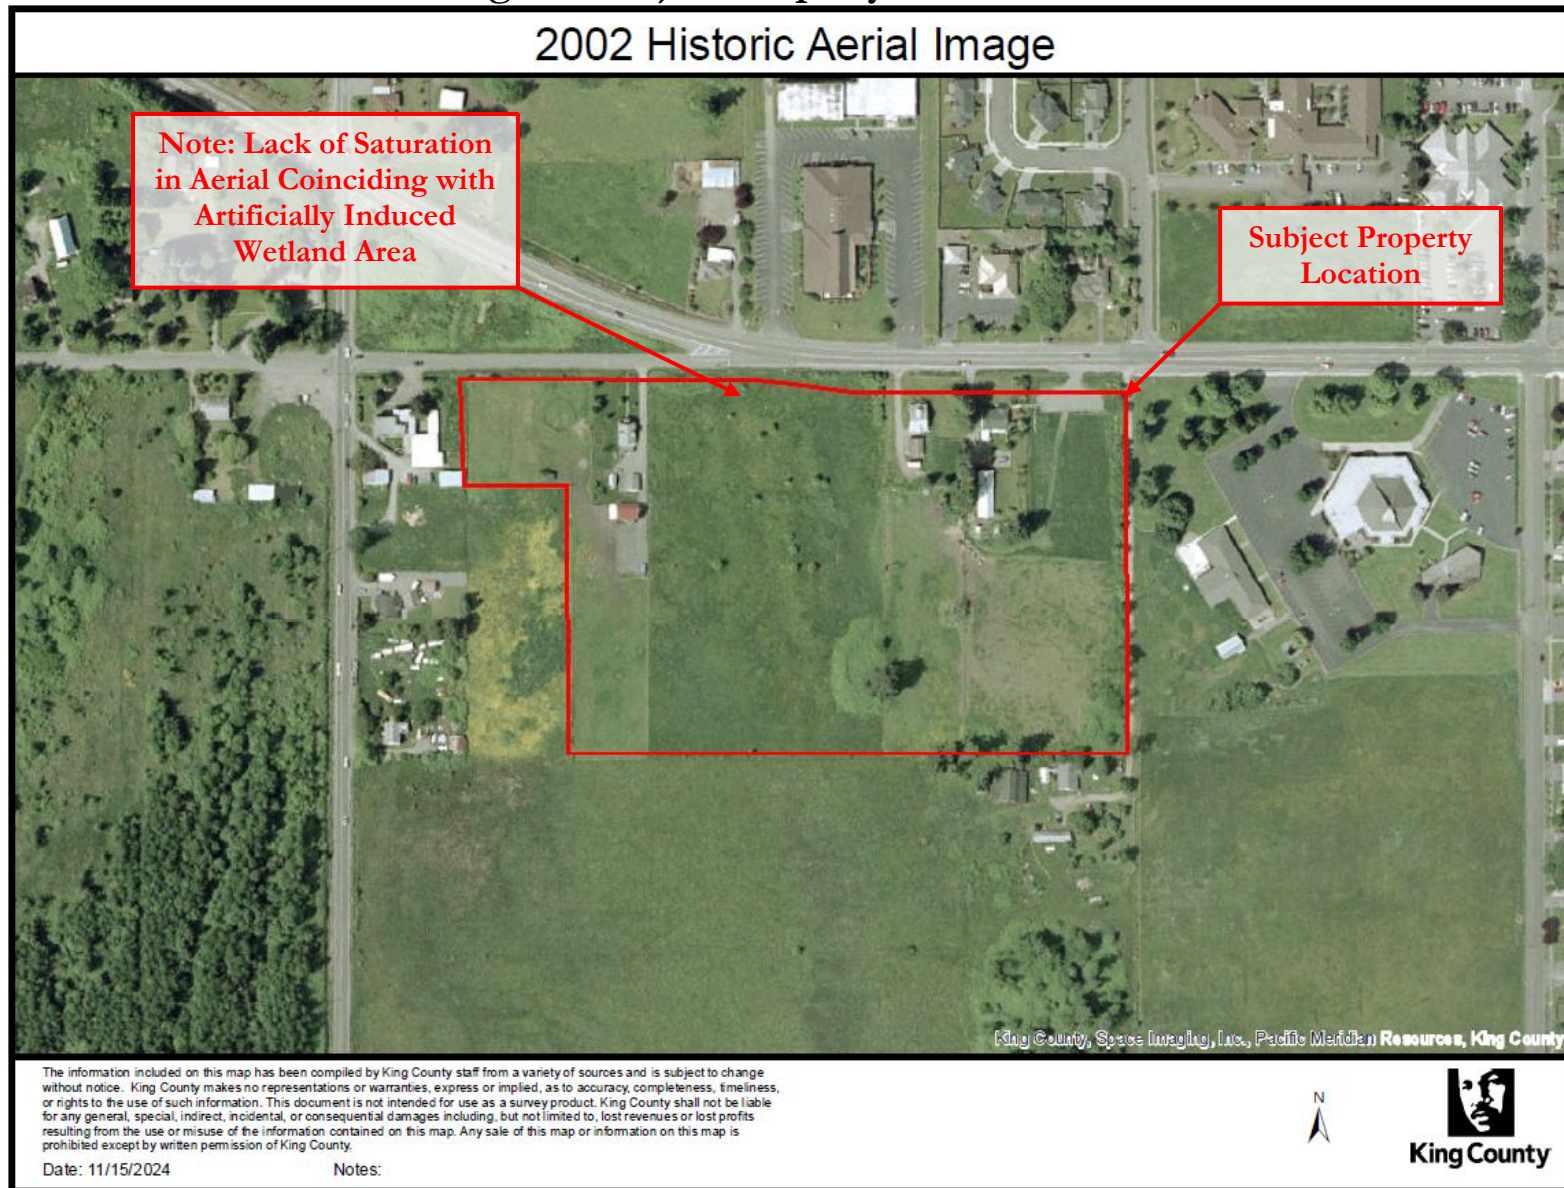 2002 Historic Aerial Image
Note: Lack of Saturation
in Aerial Coinciding with
Artificially Induced
Wetland Area
Subject Property
Location
King County, Space Imaging, Inc., Pacific Meridian Resources, King County
The information included on this map has been compiled by King County staff from a variety of sources and is subject to change
without notice. King County makes no representations or warranties, express or implied, as to accuracy, completeness, timeliness,
or rights to the use of such information. This document is not intended for use as a survey product. King County shall not be liable
for any general, special, indirect, incidental, or consequential damages including, but not limited to, lost revenues or lost profits
resulting from the use or misuse of the information contained on this map. Any sale of this map or information on this map is
prohibited except by written permission of King County.
Date: 11/15/2024 Notes:
N
King County